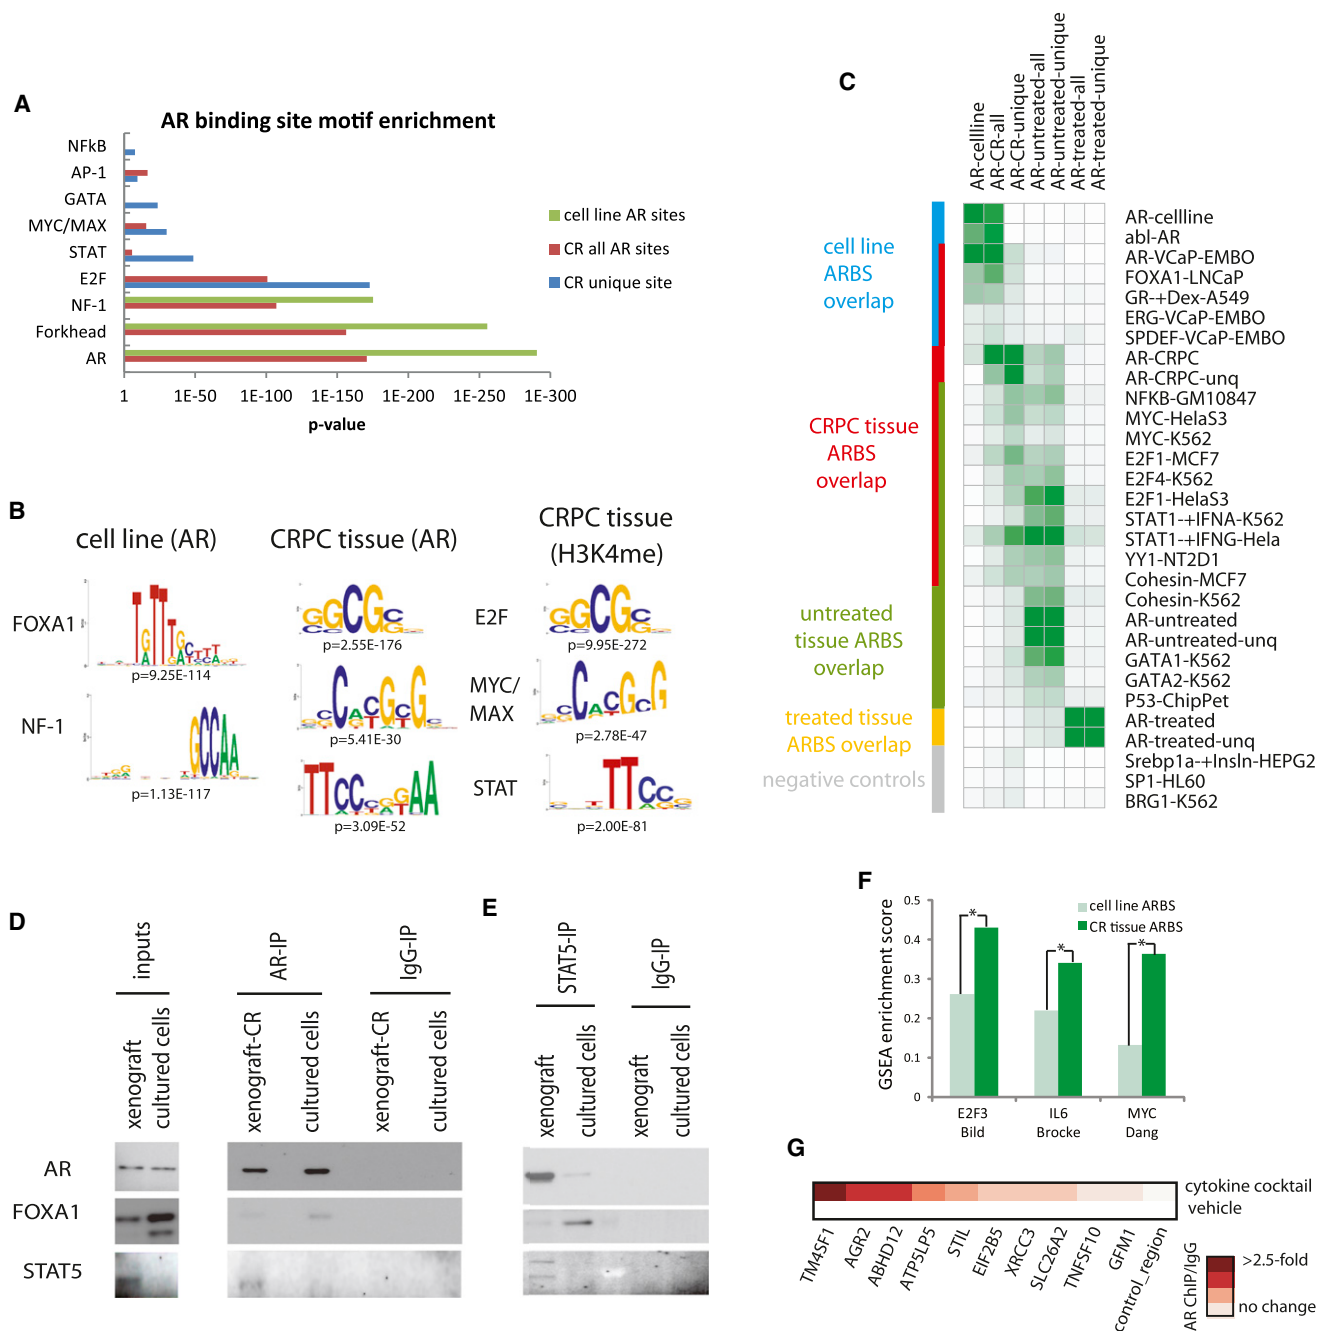 A
AR binding site motif enrichment
NFkB
AP-1
GATA
MYC/MAX
STAT
E2F
NF-1
Forkhead
AR
cell line AR sites
CR all AR sites
CR unique site
1 1E-50 1E-100 1E-150 1E-200 1E-250 1E-300
p-value
B
cell line (AR)
CRPC tissue (AR)
CRPC tissue
(H3K4me)
FOXA1
p=9.25E-114
p=2.55E-176
E2F
p=9.95E-272
NF-1
p=1.13E-117
p=5.41E-30
MYC/
MAX
p=2.78E-47
p=3.09E-52
STAT
p=2.00E-81
C
AR-cellline
AR-CR-all
AR-CR-unique
AR-untreated-all
AR-untreated-unique
AR-treated-all
AR-treated-unique
cell line
ARBS
overlap
CRPC tissue
ARBS
overlap
untreated
tissue ARBS
overlap
treated tissue
ARBS overlap
negative controls
AR-cellline
abl-AR
AR-VCaP-EMBO
FOXA1-LNCaP
GR-+Dex-A549
ERG-VCaP-EMBO
SPDEF-VCaP-EMBO
AR-CRPC
AR-CRPC-unq
NFKB-GM10847
MYC-HelaS3
MYC-K562
E2F1-MCF7
E2F4-K562
E2F1-HelaS3
STAT1-+IFNA-K562
STAT1-+IFNG-Hela
YY1-NT2D1
Cohesin-MCF7
Cohesin-K562
AR-untreated
AR-untreated-unq
GATA1-K562
GATA2-K562
P53-ChipPet
AR-treated
AR-treated-unq
Srebp1a-+InsIn-HEPG2
SP1-HL60
BRG1-K562
D
inputs
AR-IP
IgG-IP
xenograft
cultured cells
xenograft-CR
cultured cells
xenograft-CR
cultured cells
AR
FOXA1
STAT5
E
STAT5-IP
IgG-IP
xenograft
cultured cells
xenograft
cultured cells
F
GSEA enrichment score
0.5
0.4
0.3
0.2
0.1
0
cell line ARBS
CR tissue ARBS
* * *
E2F3
Bild
IL6
Brocke
MYC
Dang
G
cytokine cocktail
vehicle
TM4SF1
AGR2
ABHD12
ATP5LP5
STIL
EIF2B5
XRCC3
SLC26A2
TNFSF10
GFM1
control_region
AR ChIP/IgG
>2.5-fold
no change